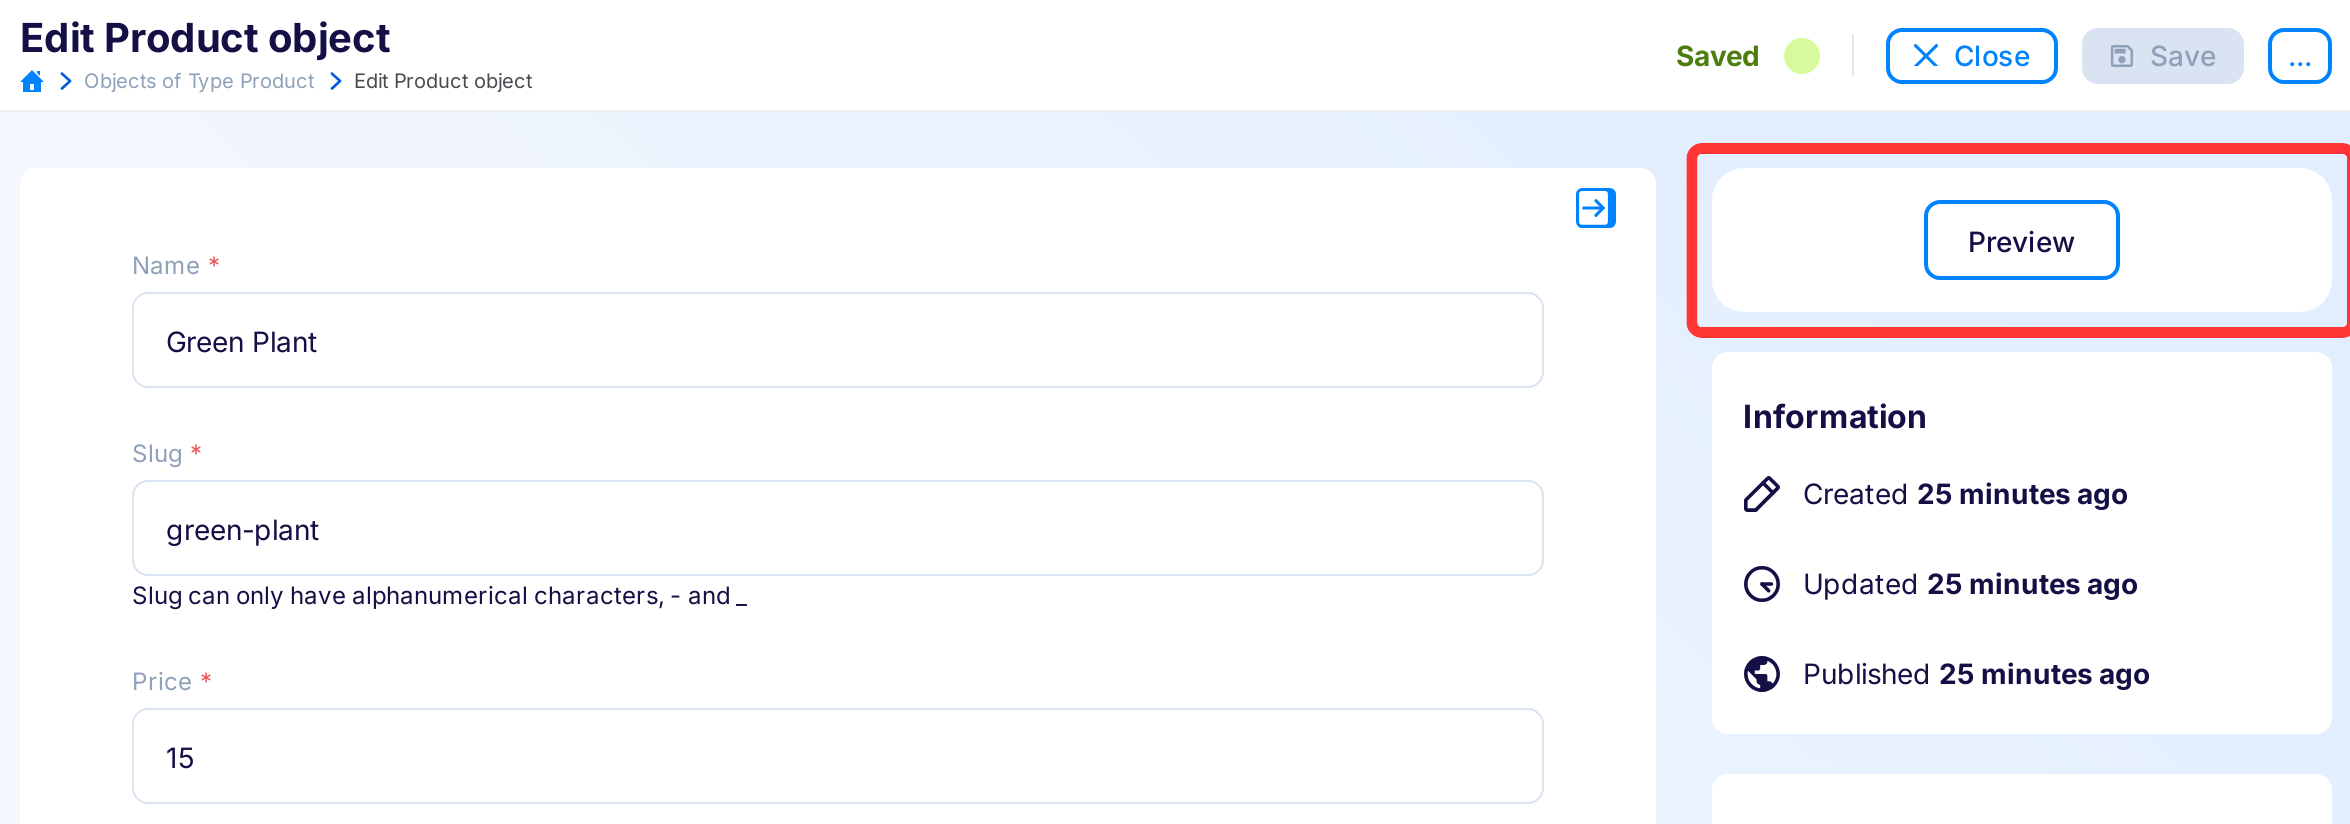 Edit Product object
Objects of Type Product Edit Product object
Saved
Close
Save
...
Name *
Green Plant
Slug *
green-plant
Slug can only have alphanumerical characters, - and _
Price *
15
Preview
Information
Created 25 minutes ago
Updated 25 minutes ago
Published 25 minutes ago